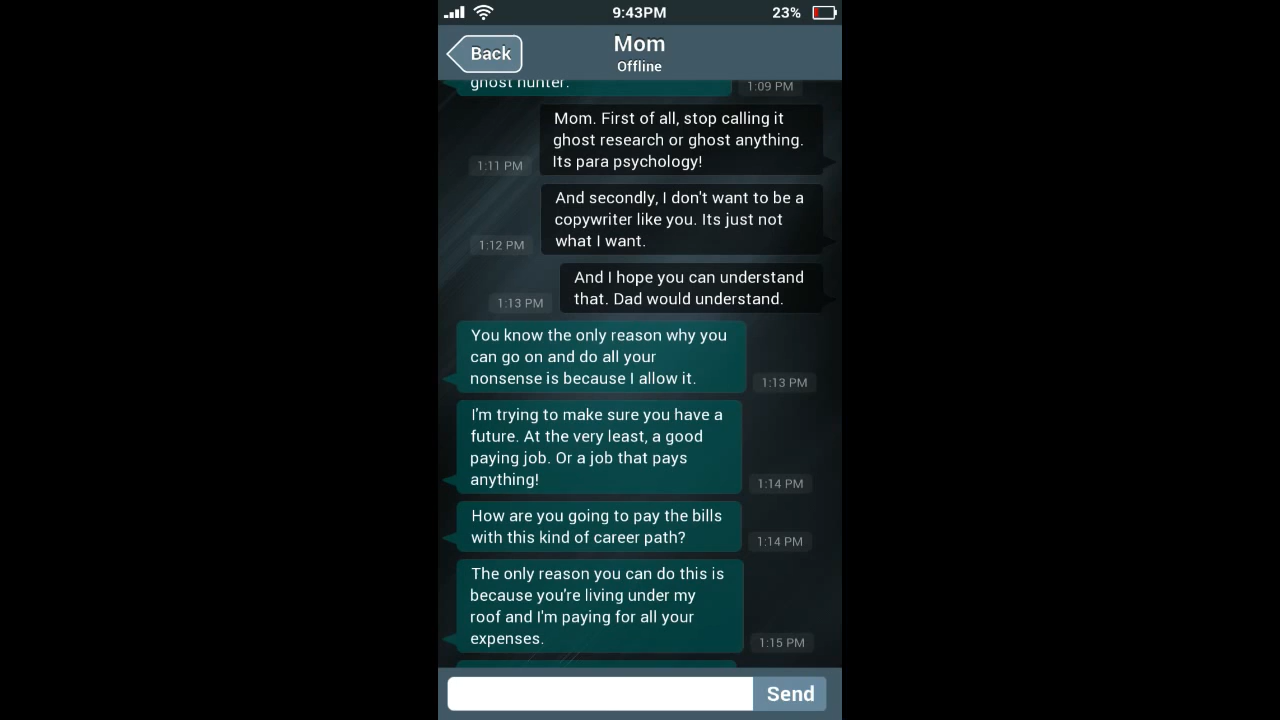 9:43PM
23%
Back
Mom
Offline
ghost hunter.
1:09 PM
Mom. First of all, stop calling it
ghost research or ghost anything.
Its para psychology!
1:11 PM
And secondly, I don't want to be a
copywriter like you. Its just not
what I want.
1:12 PM
And I hope you can understand
that. Dad would understand.
1:13 PM
You know the only reason why you
can go on and do all your
nonsense is because I allow it.
1:13 PM
I'm trying to make sure you have a
future. At the very least, a good
paying job. Or a job that pays
anything!
1:14 PM
How are you going to pay the bills
with this kind of career path?
1:14 PM
The only reason you can do this is
because you're living under my
roof and I'm paying for all your
expenses.
1:15 PM
Send